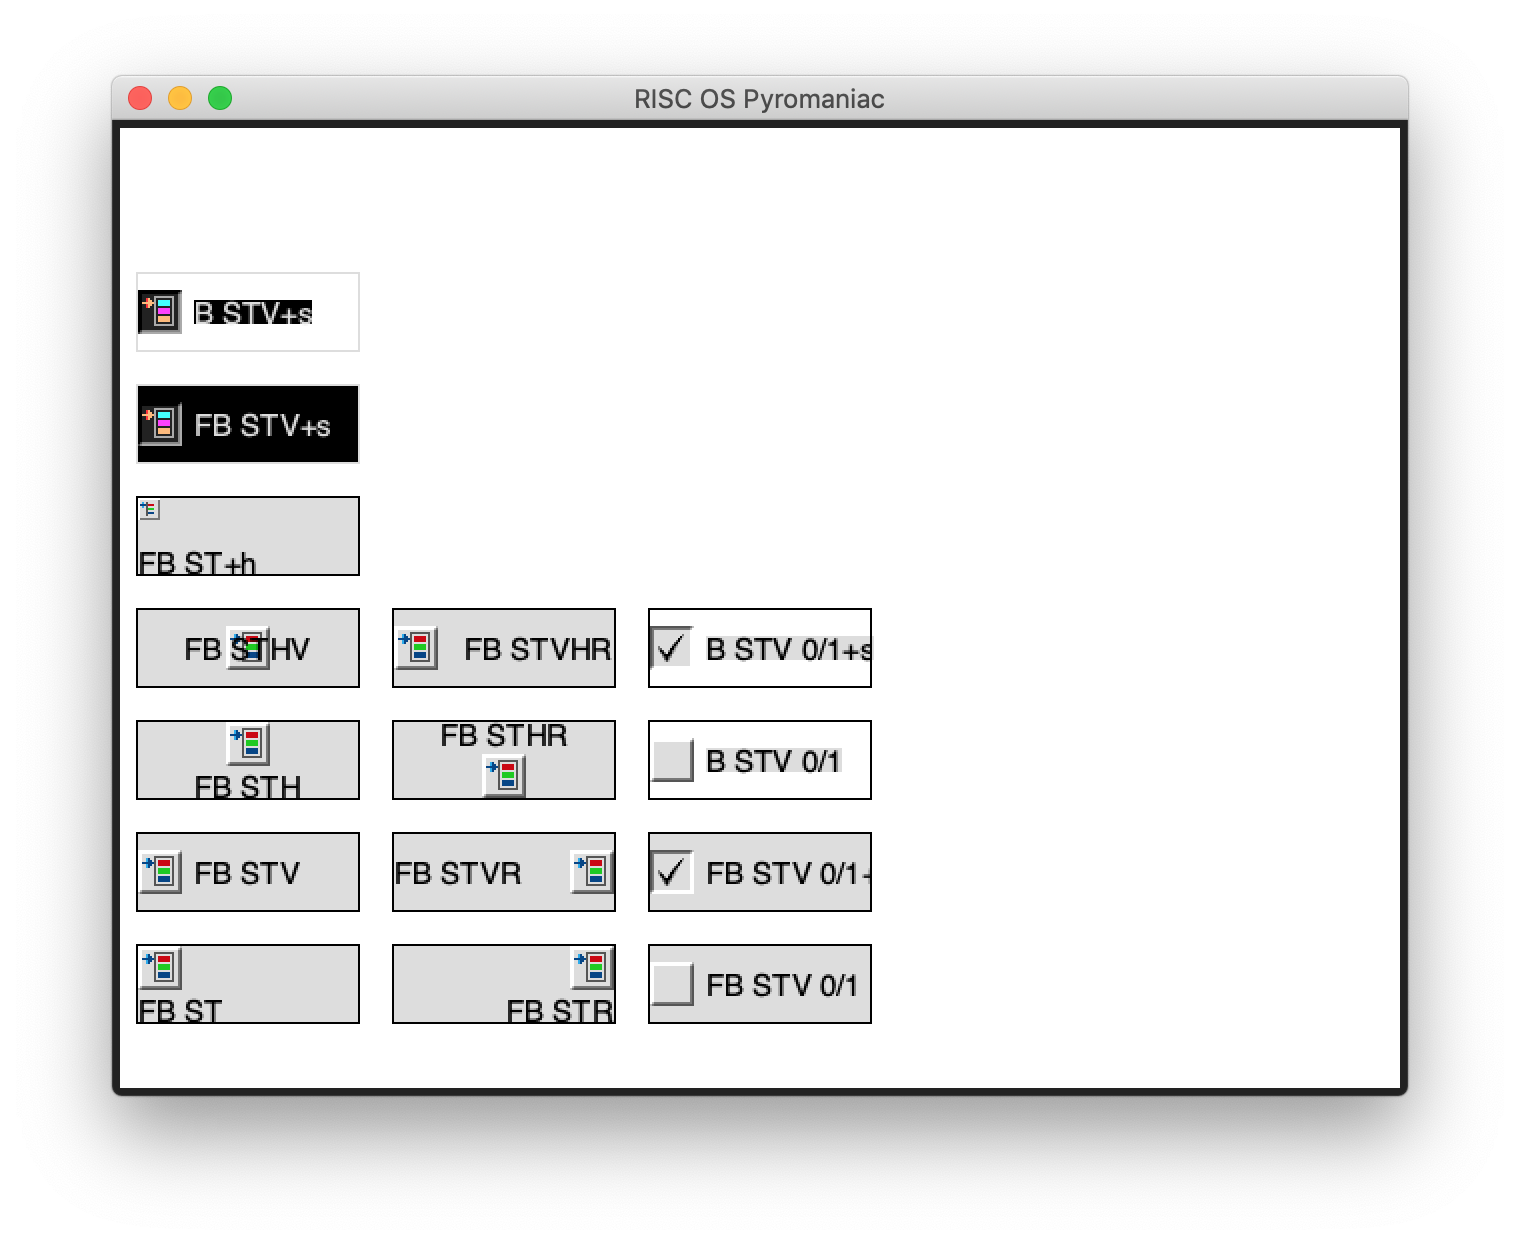 RISC OS Pyromaniac
B STV+s
FB STV+s
FB ST+h
FB STHV
FB STVHR
B STV 0/1+s
FB STH
FB STHR
B STV 0/1
FB STV
FB STVR
FB STV 0/1+
FB ST
FB STR
FB STV 0/1